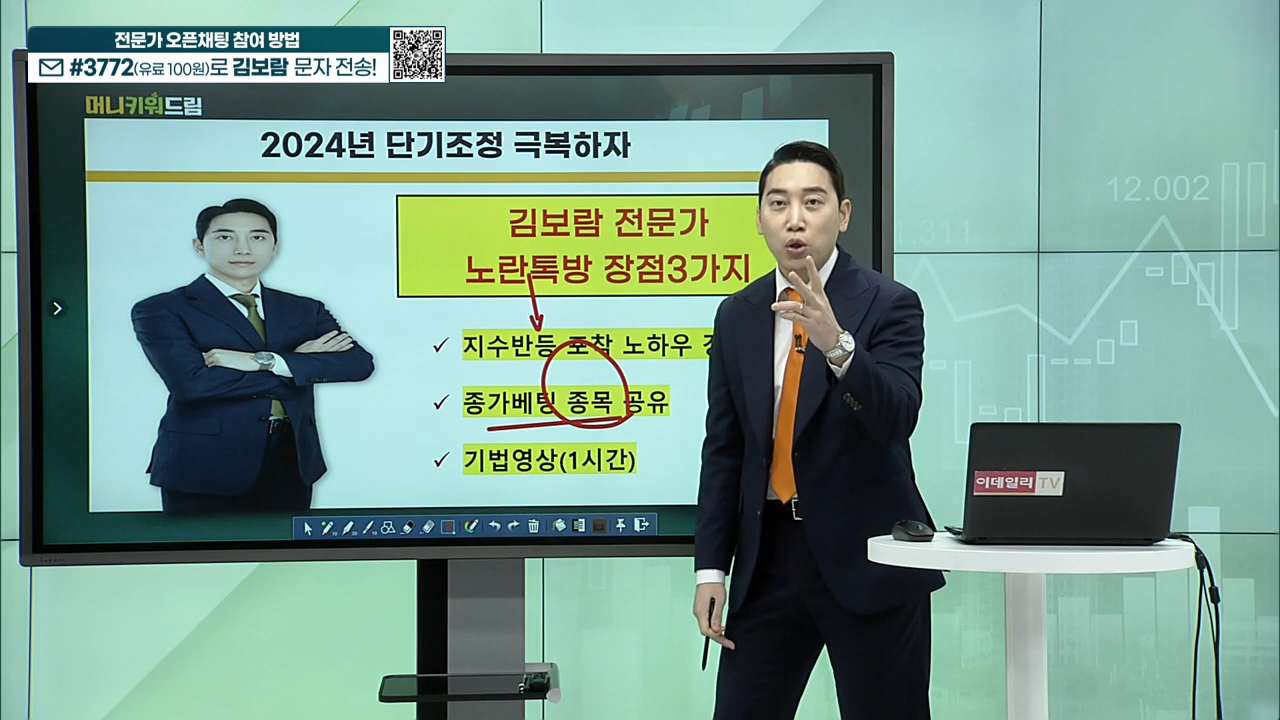 전문가 오픈채팅 참여 방법
#3772(유료 100원)로 김보람 문자 전송!
머니키워드림
2024년 단기조정 극복하자
김보람 전문가
노란톡방 장점3가지
✓ 지수반등 포착 노하우
✓ 종가베팅 종목 공유
✓ 기법영상(1시간)
12.002
1.311
이데일리 TV